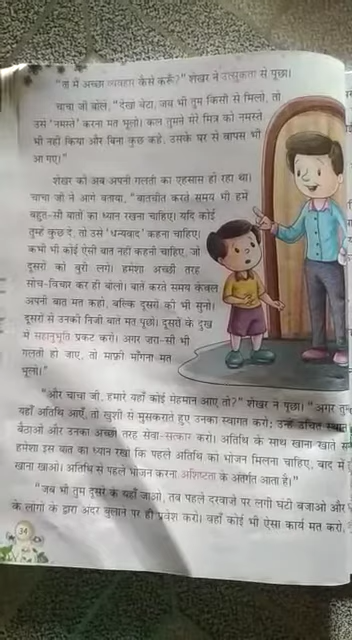 "तो मैं अच्छा व्यवहार कैसे करूँ?" शेखर ने उत्सुकता से पूछा।
चाचा जी बोले, "देखो बेटा, जब भी तुम किसी से मिलो, तो
उसे 'नमस्ते' करना मत भूलो। कल तुमने मेरे मित्र को नमस्ते
भी नहीं किया और बिना कुछ कहे, उसके घर से वापस भी
आ गए।"
शेखर को अब अपनी गलती का एहसास हो रहा था।
चाचा जी ने आगे बताया, "बातचीत करते समय भी हमें
बहुत-सी बातों का ध्यान रखना चाहिए। यदि कोई
तुम्हें कुछ दे, तो उसे 'धन्यवाद' कहना चाहिए।
कभी भी कोई ऐसी बात नहीं कहनी चाहिए, जो
दूसरों को बुरी लगे। हमेशा अच्छी तरह
सोच-विचार कर ही बोलो। बातें करते समय केवल
अपनी बात मत कहो, बल्कि दूसरों की भी सुनो।
दूसरों से उनकी निजी बातें मत पूछो। दूसरों के दुख
में सहानुभूति प्रकट करो। अगर जरा-सी भी
गलती हो जाए, तो माफ़ी माँगना मत
भूलो।"
"और चाचा जी, हमारे यहाँ कोई मेहमान आए तो?" शेखर ने पूछा। "अगर
यहाँ अतिथि आएँ, तो खुशी से मुसकराते हुए उनका स्वागत करो; उन्हें उचित स्थान
बैठाओ और उनका अच्छी तरह सेवा-सत्कार करो। अतिथि के साथ खाना खाते
हमेशा इस बात का ध्यान रखो कि पहले अतिथि को भोजन मिलना चाहिए, बाद में
खाना खाओ। अतिथि से पहले भोजन करना अशिष्टता के अंतर्गत आता है।"
"जब भी तुम दूसरे के यहाँ जाओ, तब पहले दरवाजे पर लगी घंटी बजाओ और
के लोगों के द्वारा अंदर बुलाने पर ही प्रवेश करो। वहाँ कोई भी ऐसा कार्य मत करो,
34